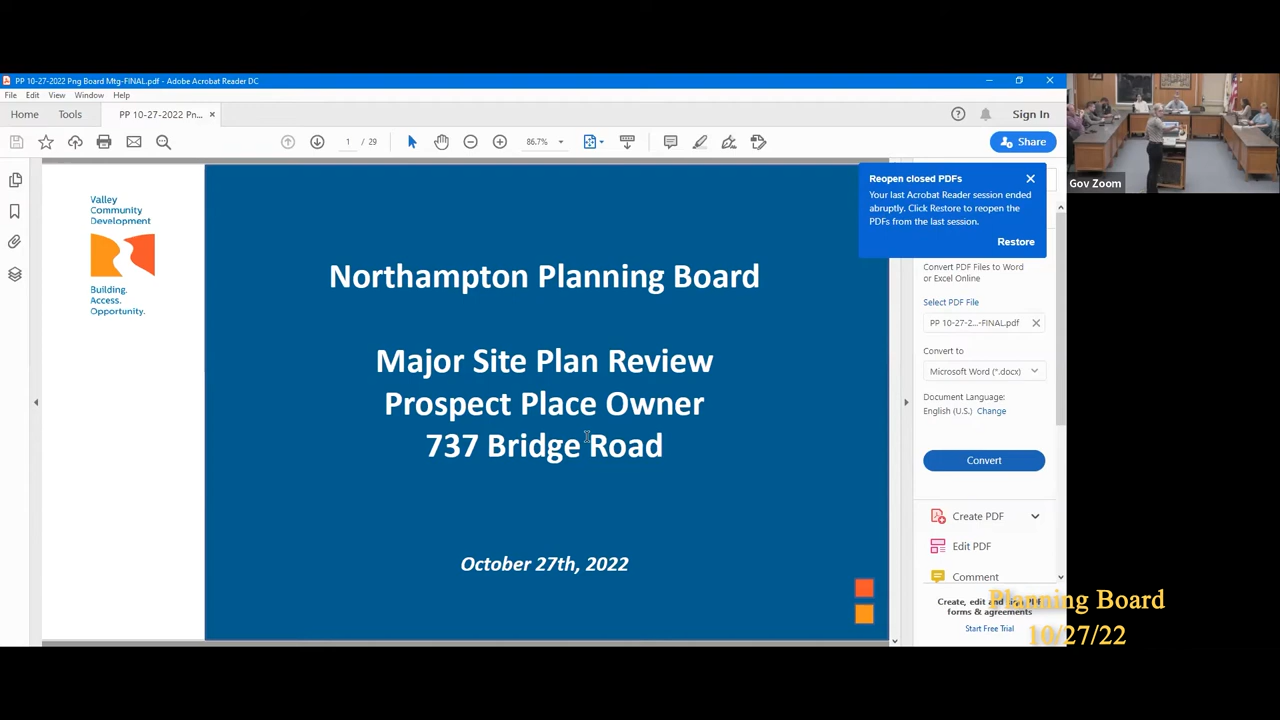 PP 10-27-2022 Png Board Mtg-FINAL.pdf - Adobe Acrobat Reader DC
File Edit View Window Help
Home Tools PP 10-27-2022 Pn... ×
Sign In
1 / 29
86.7%
Share
Valley
Community
Development
Building.
Access.
Opportunity.
Northampton Planning Board
Major Site Plan Review
Prospect Place Owner
737 Bridge Road
October 27th, 2022
Reopen closed PDFs
Your last Acrobat Reader session ended
abruptly. Click Restore to reopen the
PDFs from the last session.
Restore
Convert PDF Files to Word
or Excel Online
Select PDF File
PP 10-27-2...-FINAL.pdf
Convert to
Microsoft Word (*.docx)
Document Language:
English (U.S.) Change
Convert
Create PDF
Edit PDF
Comment
Create, edit and
forms & agreements
Start Free Trial
Gov Zoom
Planning Board
10/27/22